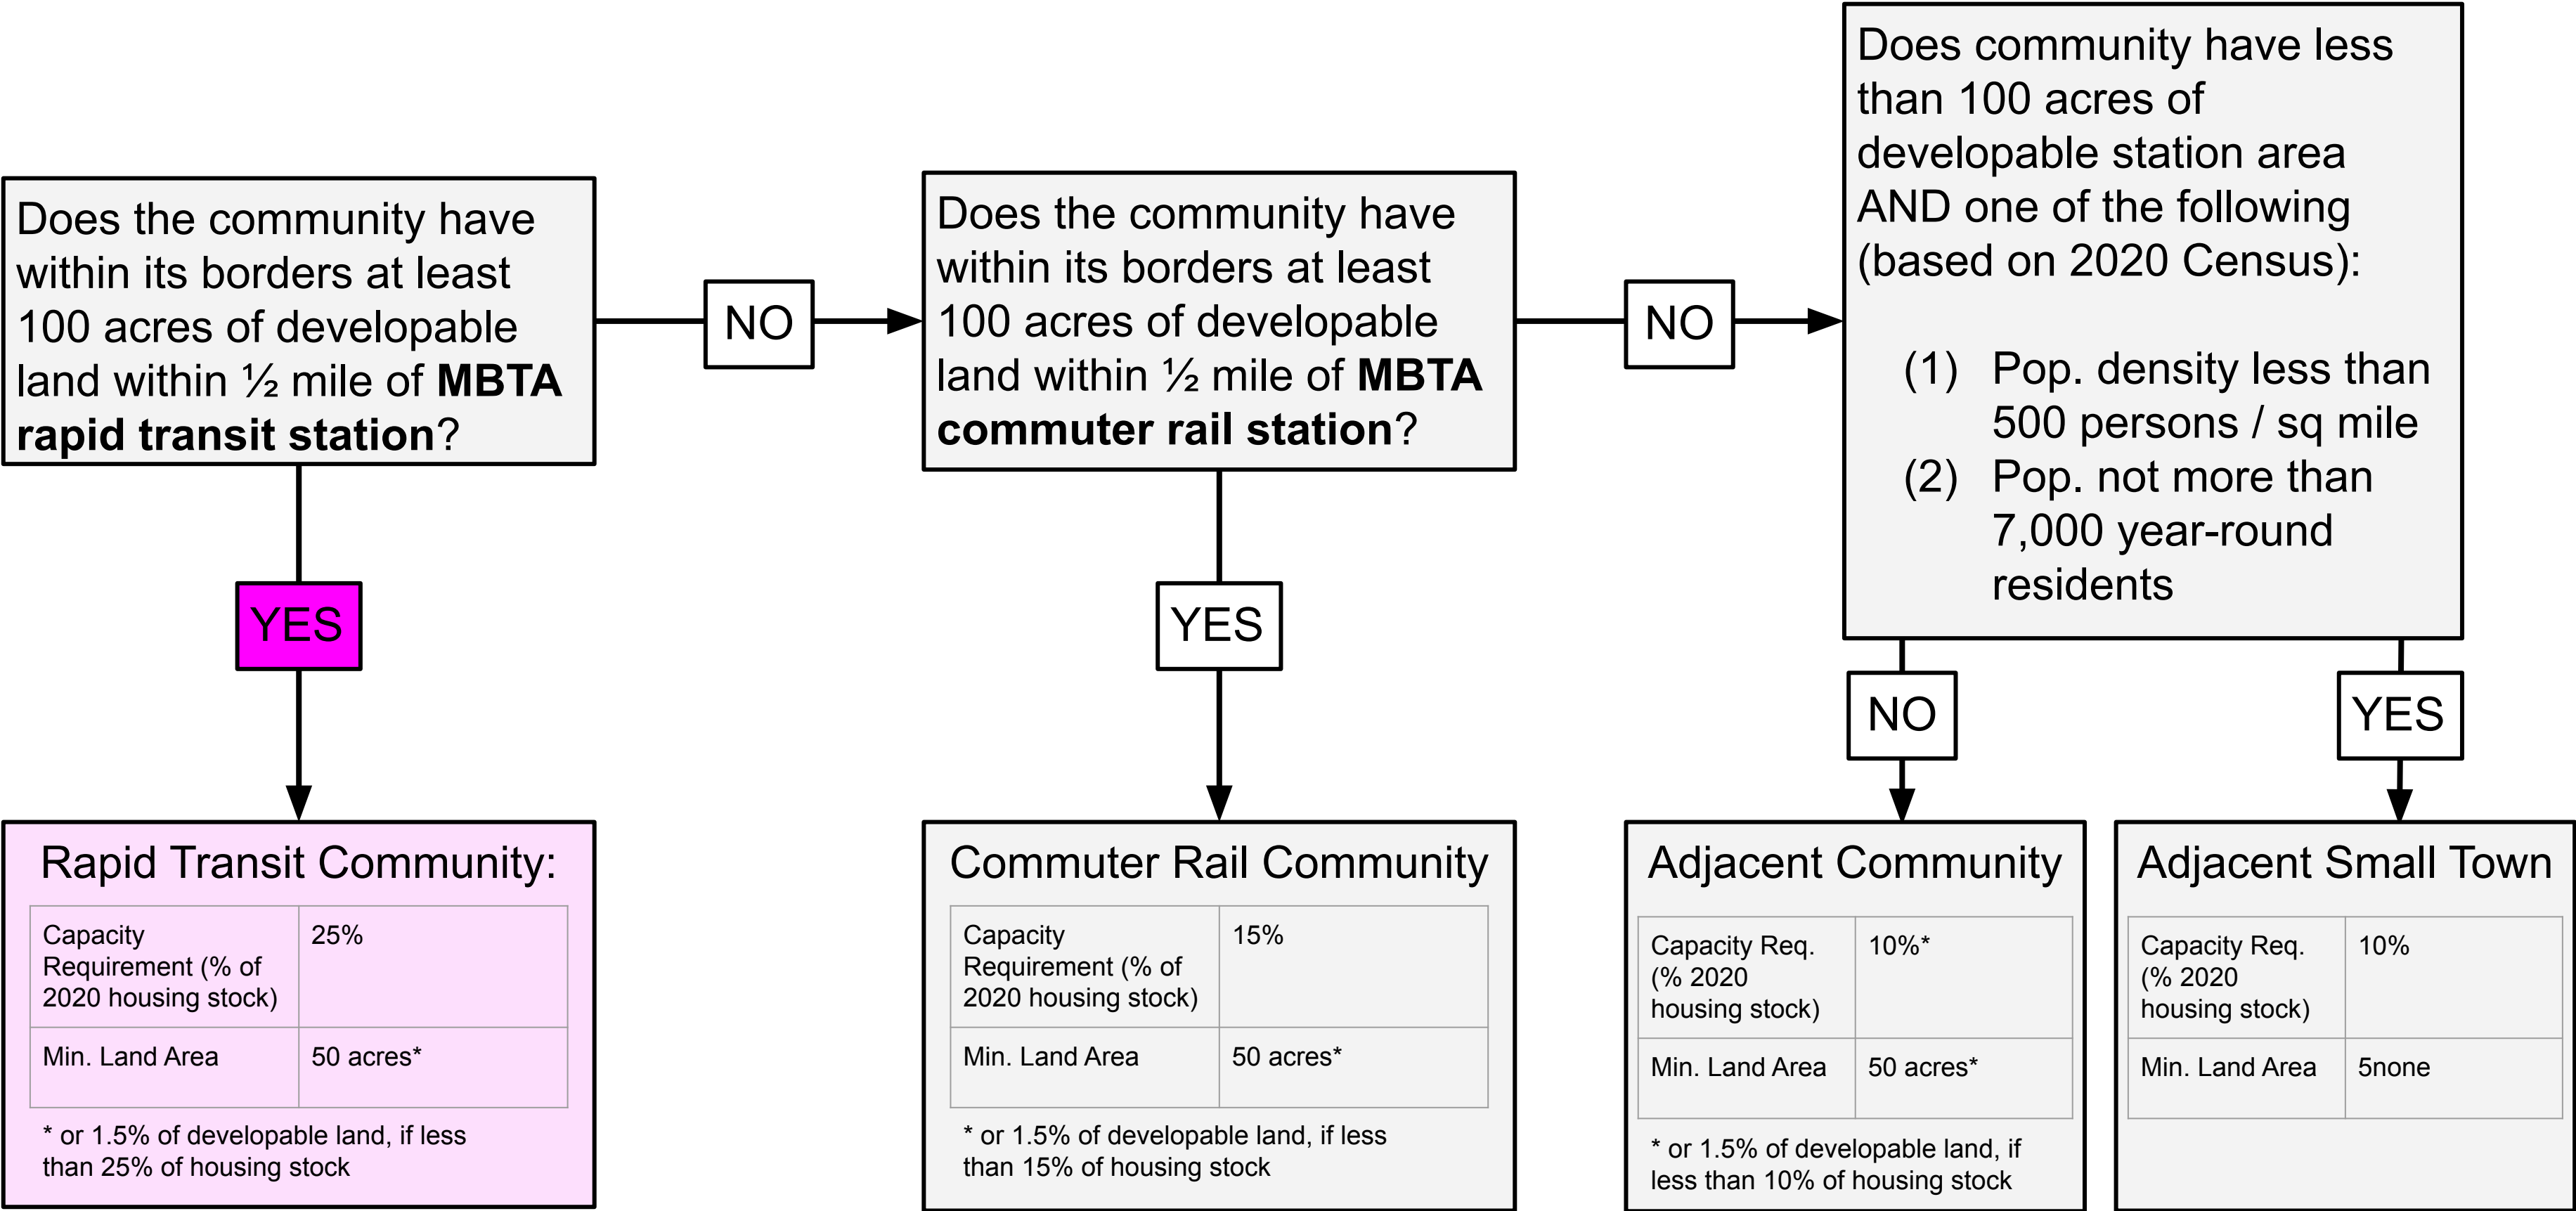 Does the community have
within its borders at least
100 acres of developable
land within ½ mile of MBTA
rapid transit station?
NO
Does the community have
within its borders at least
100 acres of developable
land within ½ mile of MBTA
commuter rail station?
NO
Does community have less
than 100 acres of
developable station area
AND one of the following
(based on 2020 Census):
(1) Pop. density less than
500 persons / sq mile
(2) Pop. not more than
7,000 year-round
residents
YES
YES
NO
YES
Rapid Transit Community:
Capacity
Requirement (% of
2020 housing stock)
25%
Min. Land Area
50 acres*
* or 1.5% of developable land, if less
than 25% of housing stock
Commuter Rail Community
Capacity
Requirement (% of
2020 housing stock)
15%
Min. Land Area
50 acres*
* or 1.5% of developable land, if less
than 15% of housing stock
Adjacent Community
Capacity Req.
(% 2020
housing stock)
10%*
Min. Land Area
50 acres*
* or 1.5% of developable land, if
less than 10% of housing stock
Adjacent Small Town
Capacity Req.
(% 2020
housing stock)
10%
Min. Land Area
5none